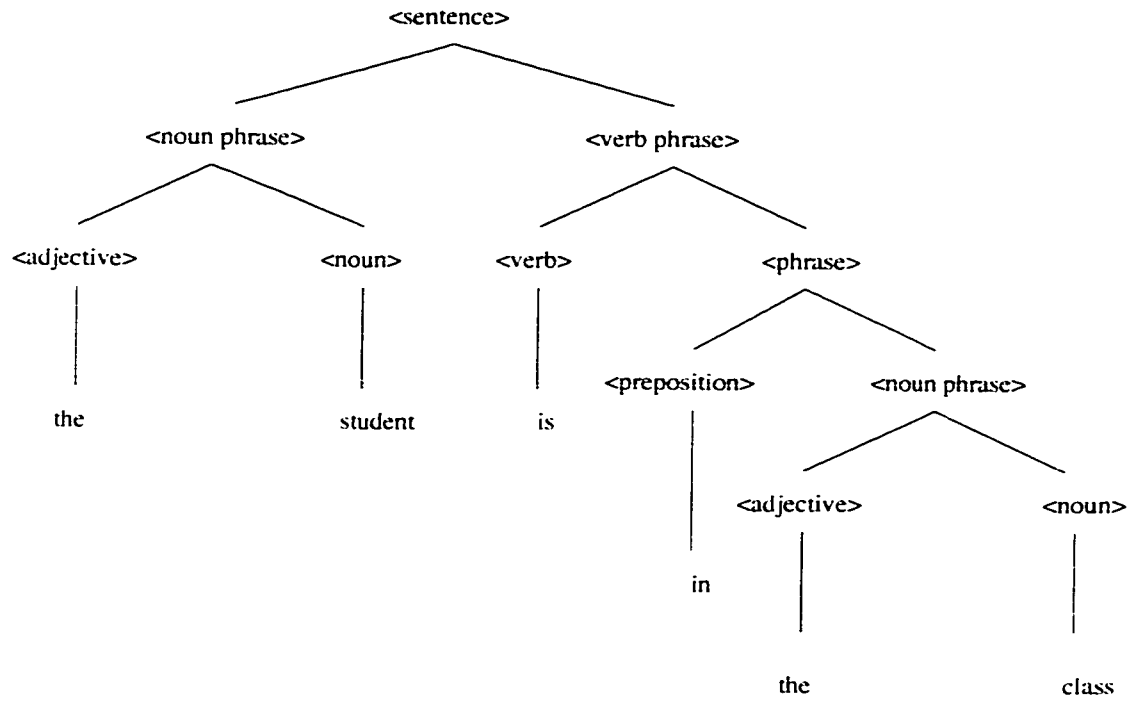 <sentence>
<noun phrase> <verb phrase>
<adjective> <noun> <verb> <phrase>
<preposition> <noun phrase>
the student is
<adjective> <noun>
in
the class